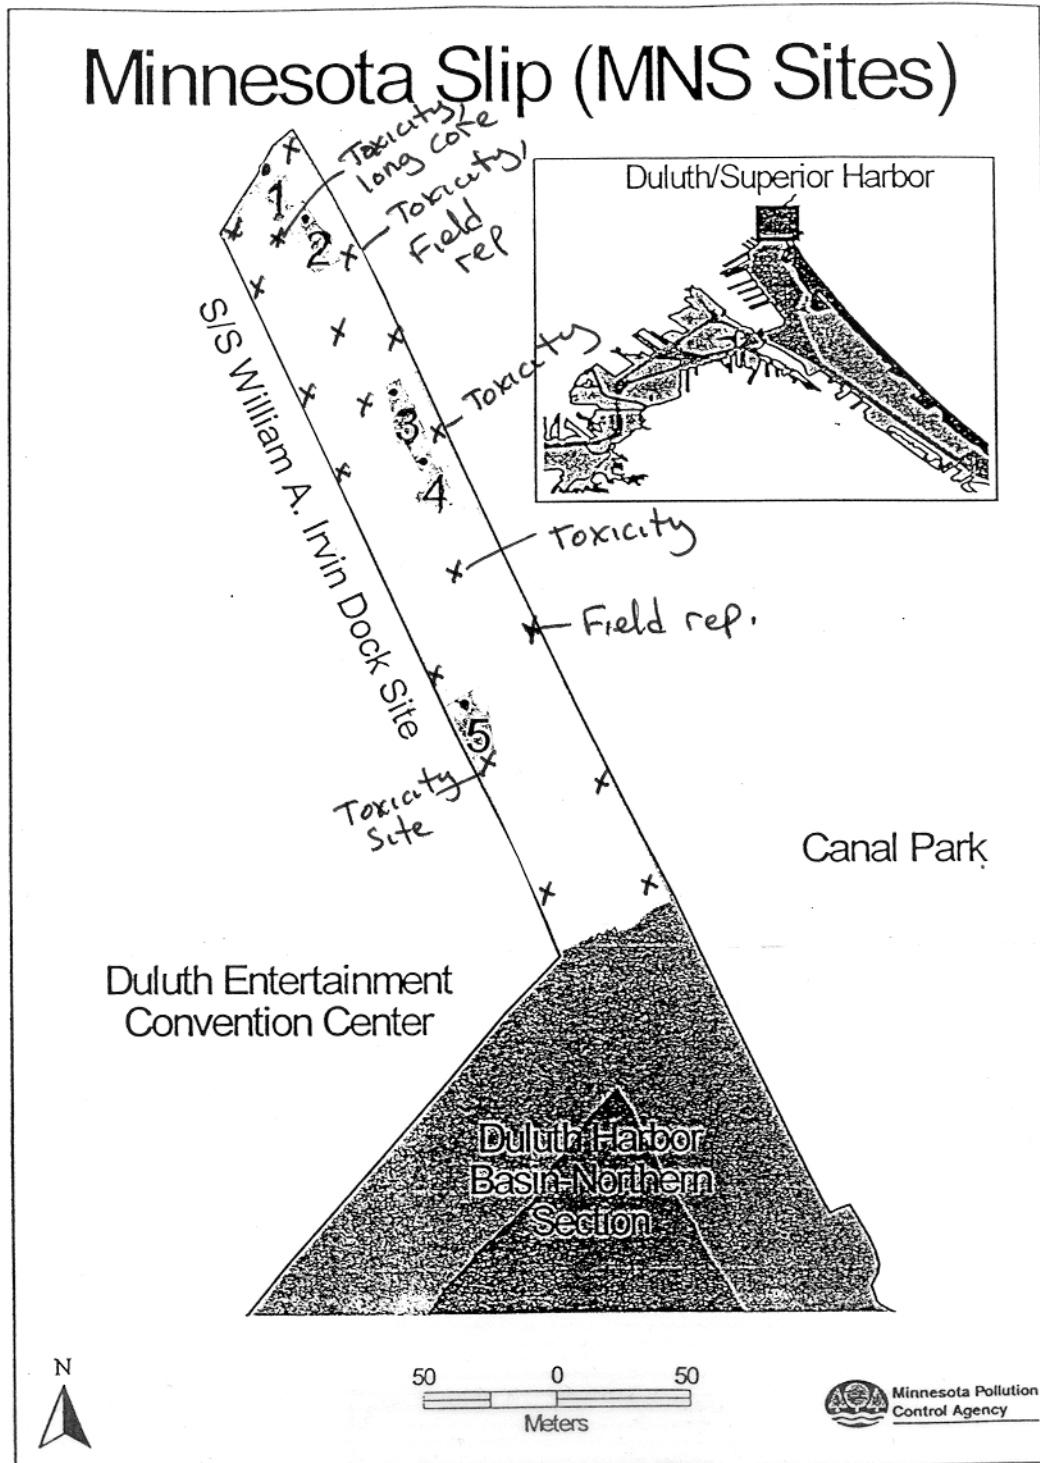 Minnesota Slip (MNS Sites)
Toxicity,
long core
Toxicity,
Field
rep
Duluth/Superior Harbor
1
2
S/S William A. Irvin Dock Site
Toxicity
3
4
Toxicity
Field rep.
5
Toxicity
Site
Canal Park
Duluth Entertainment
Convention Center
Duluth Harbor
Basin-Northern
Section
N
50 0 50
Meters
Minnesota Pollution
Control Agency